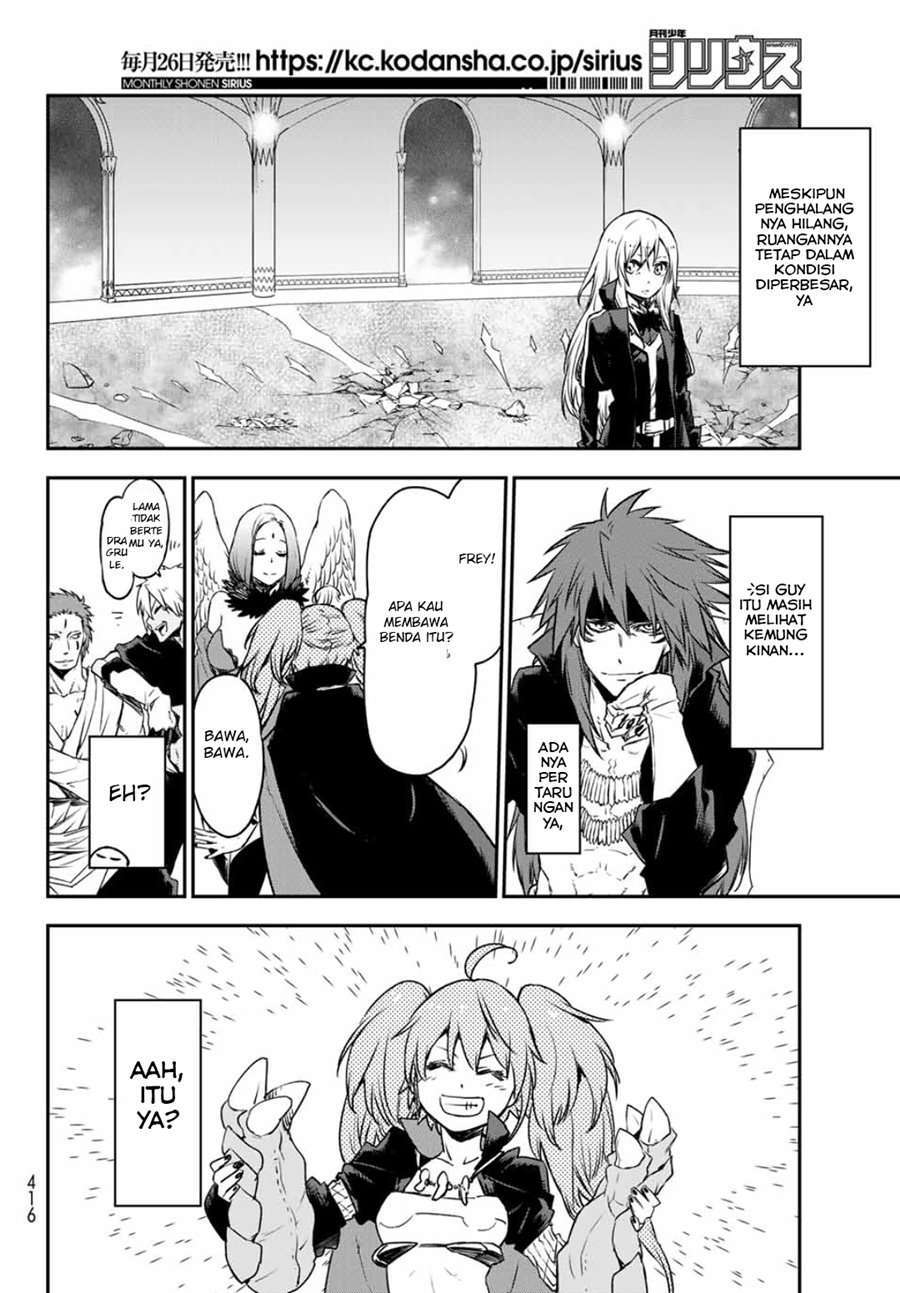 毎月26日発売!!! https://kc.kodansha.co.jp/sirius
MONTHLY SHONEN SIRIUS
月刊少年
シリウス
MESKIPUN
PENGHALANG
NYA HILANG,
RUANGANNYA
TETAP DALAM
KONDISI
DIPERBESAR,
YA
SI GUY
ITU MASIH
MELIHAT
KEMUNG
KINAN...
ADA
NYA
PER
TARU
NGAN
YA,
FREY!
APA KAU
MEMBAWA
BENDA ITU?
BAWA,
BAWA.
LAMA
TIDAK
BERTE
MU YA,
DRA
GRU
LE.
EH?
AAH,
ITU
YA?
416